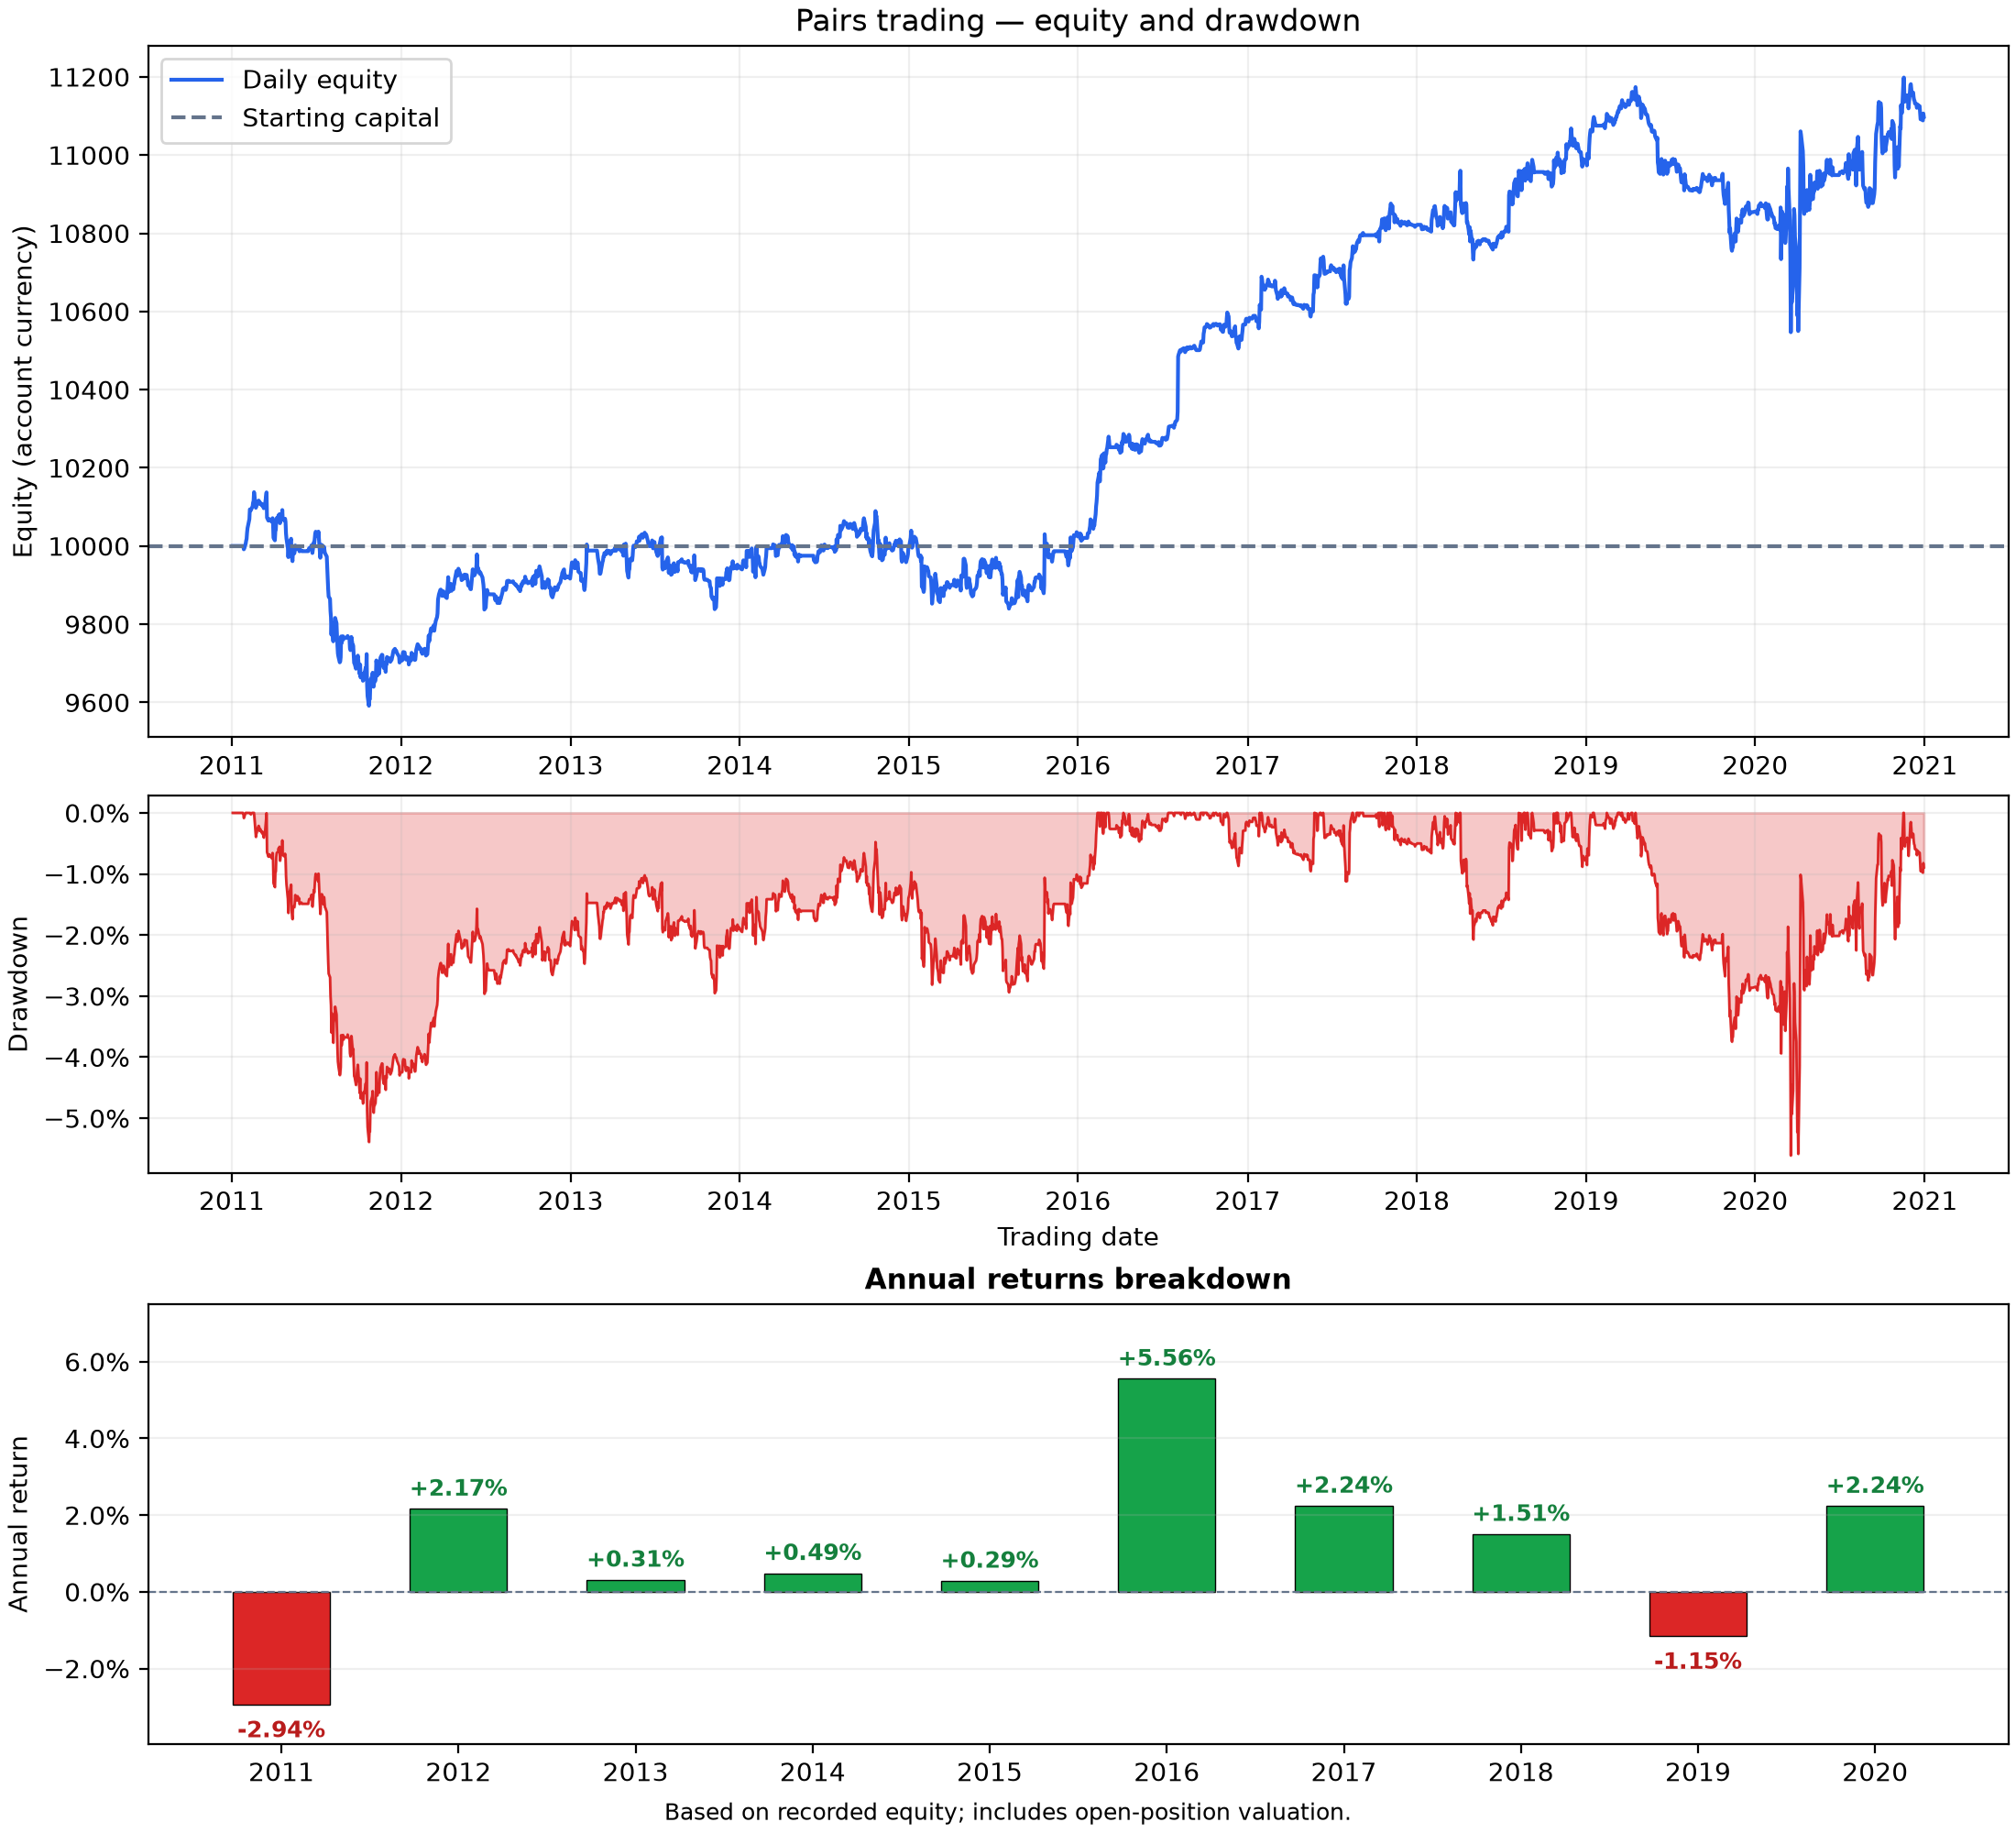 Pairs trading — equity and drawdown
Daily equity
Starting capital
Equity (account currency)
11200
11000
10800
10600
10400
10200
10000
9800
9600
2011 2012 2013 2014 2015 2016 2017 2018 2019 2020 2021
Drawdown
0.0%
−1.0%
−2.0%
−3.0%
−4.0%
−5.0%
2011 2012 2013 2014 2015 2016 2017 2018 2019 2020 2021
Trading date
Annual returns breakdown
Annual return
6.0%
4.0%
2.0%
0.0%
−2.0%
-2.94%
+2.17%
+0.31%
+0.49%
+0.29%
+5.56%
+2.24%
+1.51%
-1.15%
+2.24%
2011 2012 2013 2014 2015 2016 2017 2018 2019 2020
Based on recorded equity; includes open-position valuation.